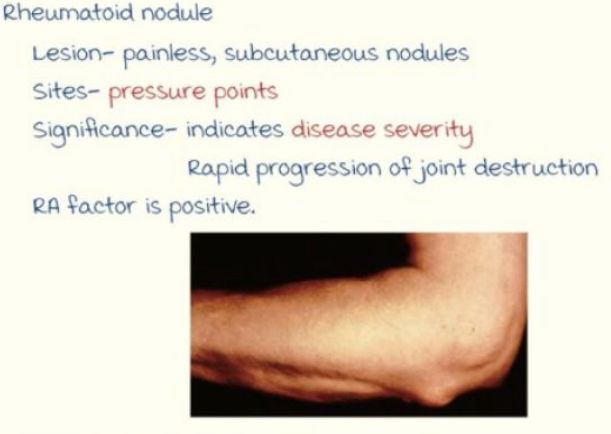 Rheumatoid nodule
Lesion- painless, subcutaneous nodules
Sites- pressure points
Significance- indicates disease severity
Rapid progression of joint destruction
RA factor is positive.